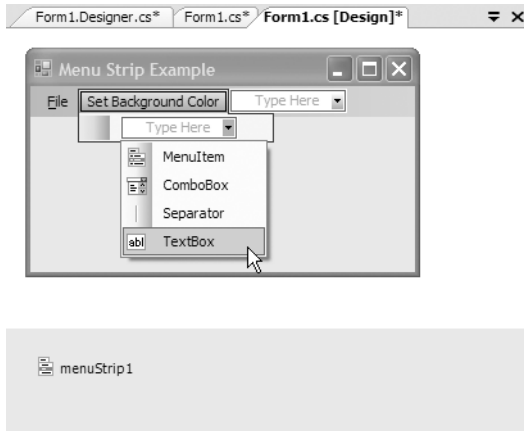 Form1.Designer.cs* Form1.cs* Form1.cs [Design]*
Menu Strip Example
File Set Background Color Type Here
Type Here
MenuItem
ComboBox
Separator
abl TextBox
menuStrip1